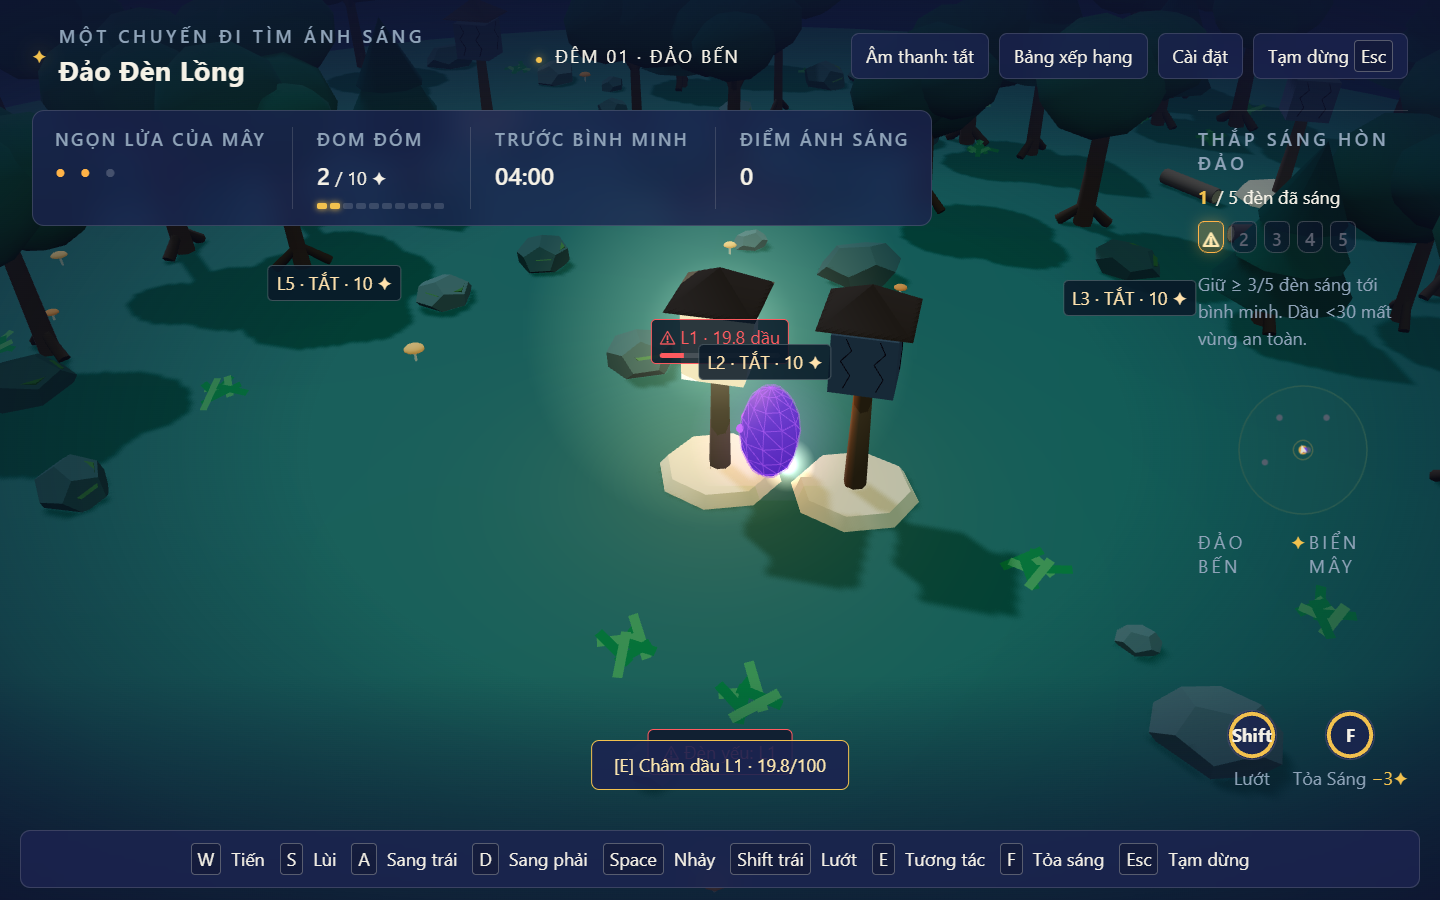 MỘT CHUYẾN ĐI TÌM ÁNH SÁNG
Đảo Đèn Lồng
ĐÊM 01 · ĐẢO BẾN
Âm thanh: tắt
Bảng xếp hạng
Cài đặt
Tạm dừng Esc
NGỌN LỬA CỦA MÂY
ĐOM ĐÓM
2 / 10 ✦
TRƯỚC BÌNH MINH
04:00
ĐIỂM ÁNH SÁNG
0
THẮP SÁNG HÒN
ĐẢO
1 / 5 đèn đã sáng
⚠ 2 3 4 5
Giữ ≥ 3/5 đèn sáng tới
bình minh. Dầu <30 mất
vùng an toàn.
L5 · TẮT · 10 ✦
L3 · TẮT · 10 ✦
⚠ L1 · 19.8 dầu
L2 · TẮT · 10 ✦
ĐẢO
BẾN
✦ BIỂN
MÂY
⚠ Đèn yếu: L1
[E] Châm dầu L1 · 19.8/100
Shift
Lướt
F
Tỏa Sáng −3✦
W Tiến S Lùi A Sang trái D Sang phải Space Nhảy Shift trái Lướt E Tương tác F Tỏa sáng Esc Tạm dừng